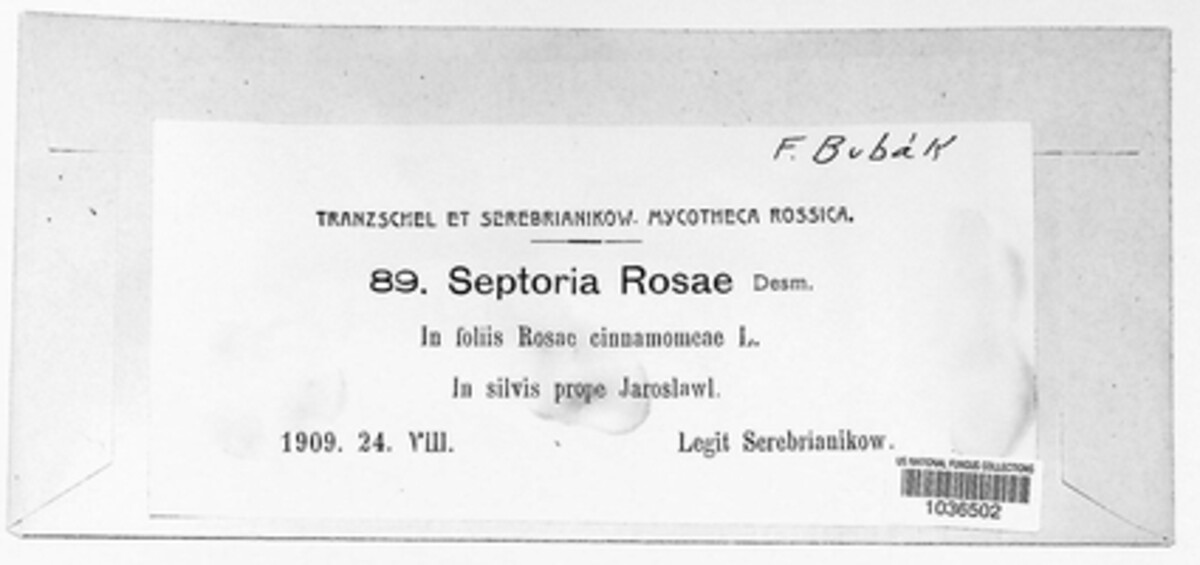 F. Bubák
TRANZSCHEL ET SEREBRIANIKOW. MYCOTHECA ROSSICA.
89. Septoria Rosae Desm.
In foliis Rosae cinnamomeae L.
In silvis prope Jaroslawl.
1909. 24. VIII. Legit Serebrianikow.
US NATIONAL FUNGUS COLLECTIONS
1036502